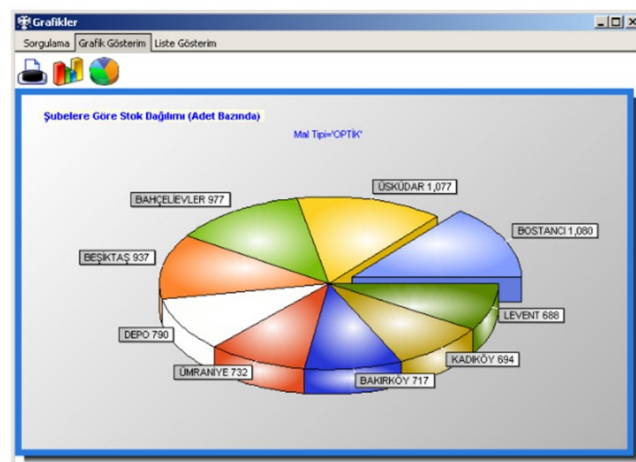 Grafikler
Sorgulama Grafik Gösterim Liste Gösterim
Şubelere Göre Stok Dağılımı (Adet Bazında)
Mal Tipi='OPTİK'
ÜSKÜDAR 1,077
BAHÇELİEVLER 977
BOSTANCI 1,080
BEŞİKTAŞ 937
LEVENT 688
DEPO 790
KADIKÖY 694
ÜMRANİYE 732
BAKIRKÖY 717